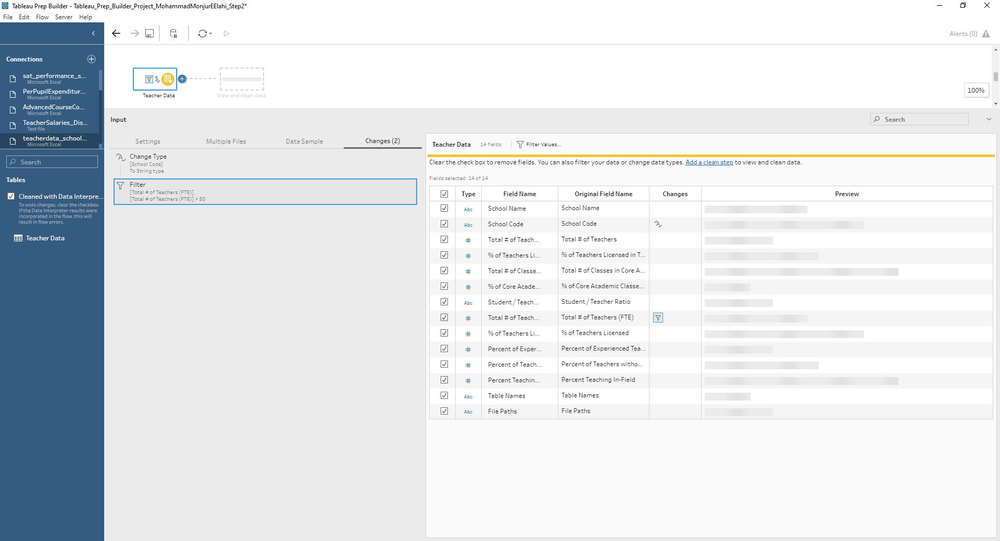 Tableau Prep Builder - Tableau_Prep_Builder_Project_MohammadMonjurEElahi_Step2*
File Edit Flow Server Help
Alerts (0)
Connections
sat_performance_s...
Microsoft Excel
PerPupilExpenditur...
Microsoft Excel
AdvancedCourseCo...
Microsoft Excel
TeacherSalaries_Dis...
Text file
teacherdata_school...
Microsoft Excel
Search
Tables
Cleaned with Data Interpre...
To undo changes, clear the checkbox.
If the Data Interpreter results were
incorporated in the flow, this will
result in flow errors.
Teacher Data
Teacher Data
View and clean data
100%
Input
Search
Settings Multiple Files Data Sample Changes (2)
Change Type
[School Code]
To String type
Filter
[Total # of Teachers (FTE)]
[Total # of Teachers (FTE)] > 50
Teacher Data 14 fields Filter Values...
Clear the check box to remove fields. You can also filter your data or change data types. Add a clean step to view and clean data.
Fields selected: 14 of 14
Type Field Name Original Field Name Changes Preview
Abc School Name School Name
Abc School Code School Code
# Total # of Teach... Total # of Teachers
# % of Teachers Li... % of Teachers Licensed in T...
# Total # of Classe... Total # of Classes in Core A...
# % of Core Acade... % of Core Academic Classe...
Abc Student / Teach... Student / Teacher Ratio
# Total # of Teach... Total # of Teachers (FTE)
# % of Teachers Li... % of Teachers Licensed
# Percent of Exper... Percent of Experienced Tea...
# Percent of Teach... Percent of Teachers witho...
# Percent Teachin... Percent Teaching In-Field
Abc Table Names Table Names
Abc File Paths File Paths